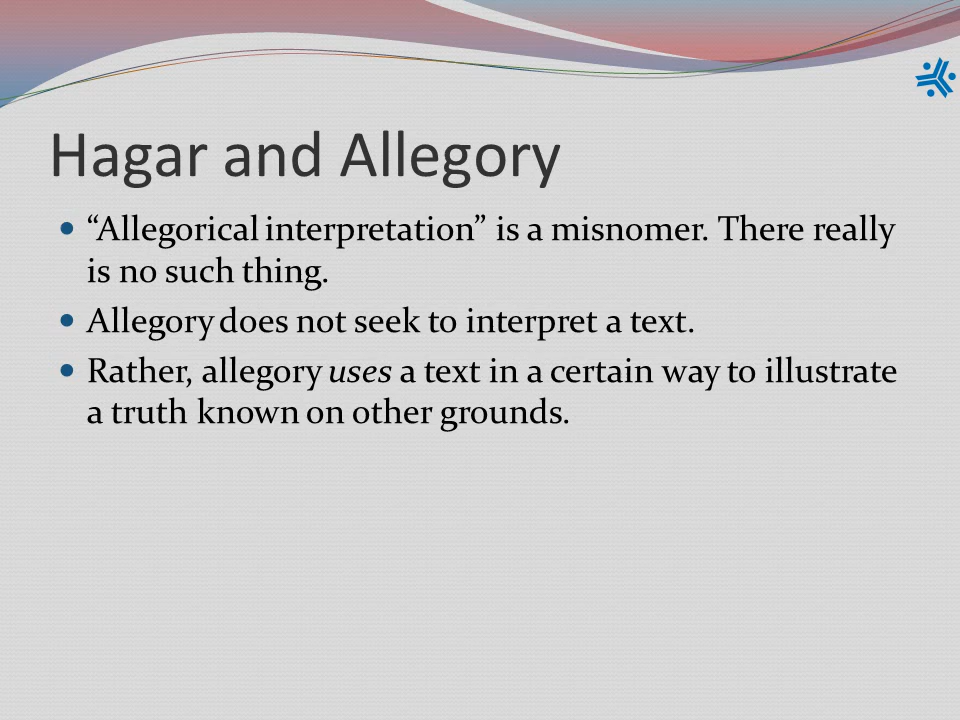 Hagar and Allegory
“Allegorical interpretation” is a misnomer. There really
is no such thing.
Allegory does not seek to interpret a text.
Rather, allegory uses a text in a certain way to illustrate
a truth known on other grounds.